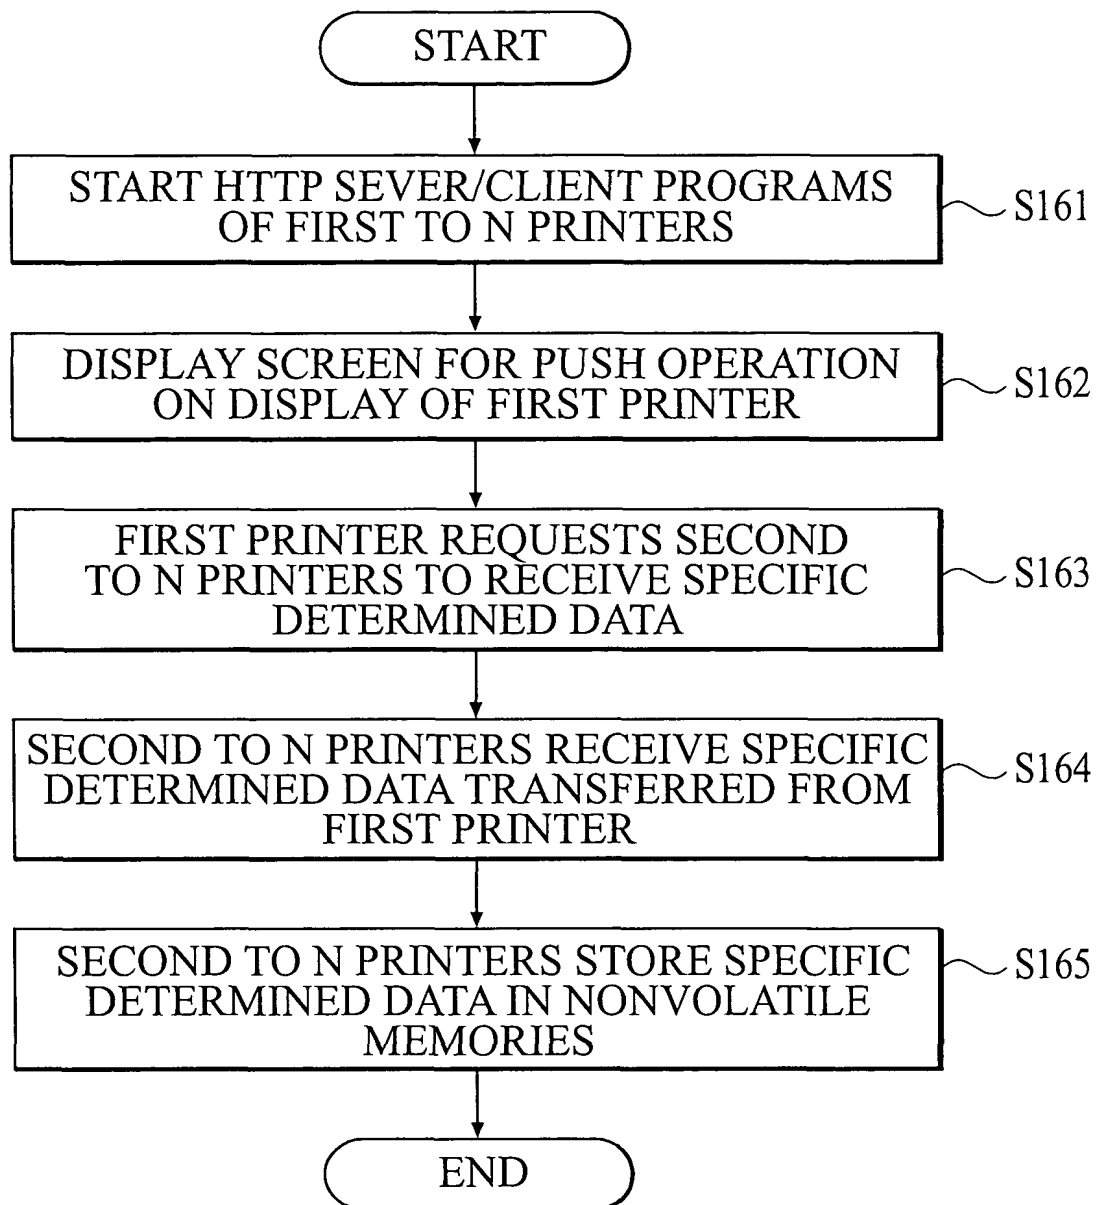 START
START HTTP SEVER/CLIENT PROGRAMS
OF FIRST TO N PRINTERS
S161
DISPLAY SCREEN FOR PUSH OPERATION
ON DISPLAY OF FIRST PRINTER
S162
FIRST PRINTER REQUESTS SECOND
TO N PRINTERS TO RECEIVE SPECIFIC
DETERMINED DATA
S163
SECOND TO N PRINTERS RECEIVE SPECIFIC
DETERMINED DATA TRANSFERRED FROM
FIRST PRINTER
S164
SECOND TO N PRINTERS STORE SPECIFIC
DETERMINED DATA IN NONVOLATILE
MEMORIES
S165
END